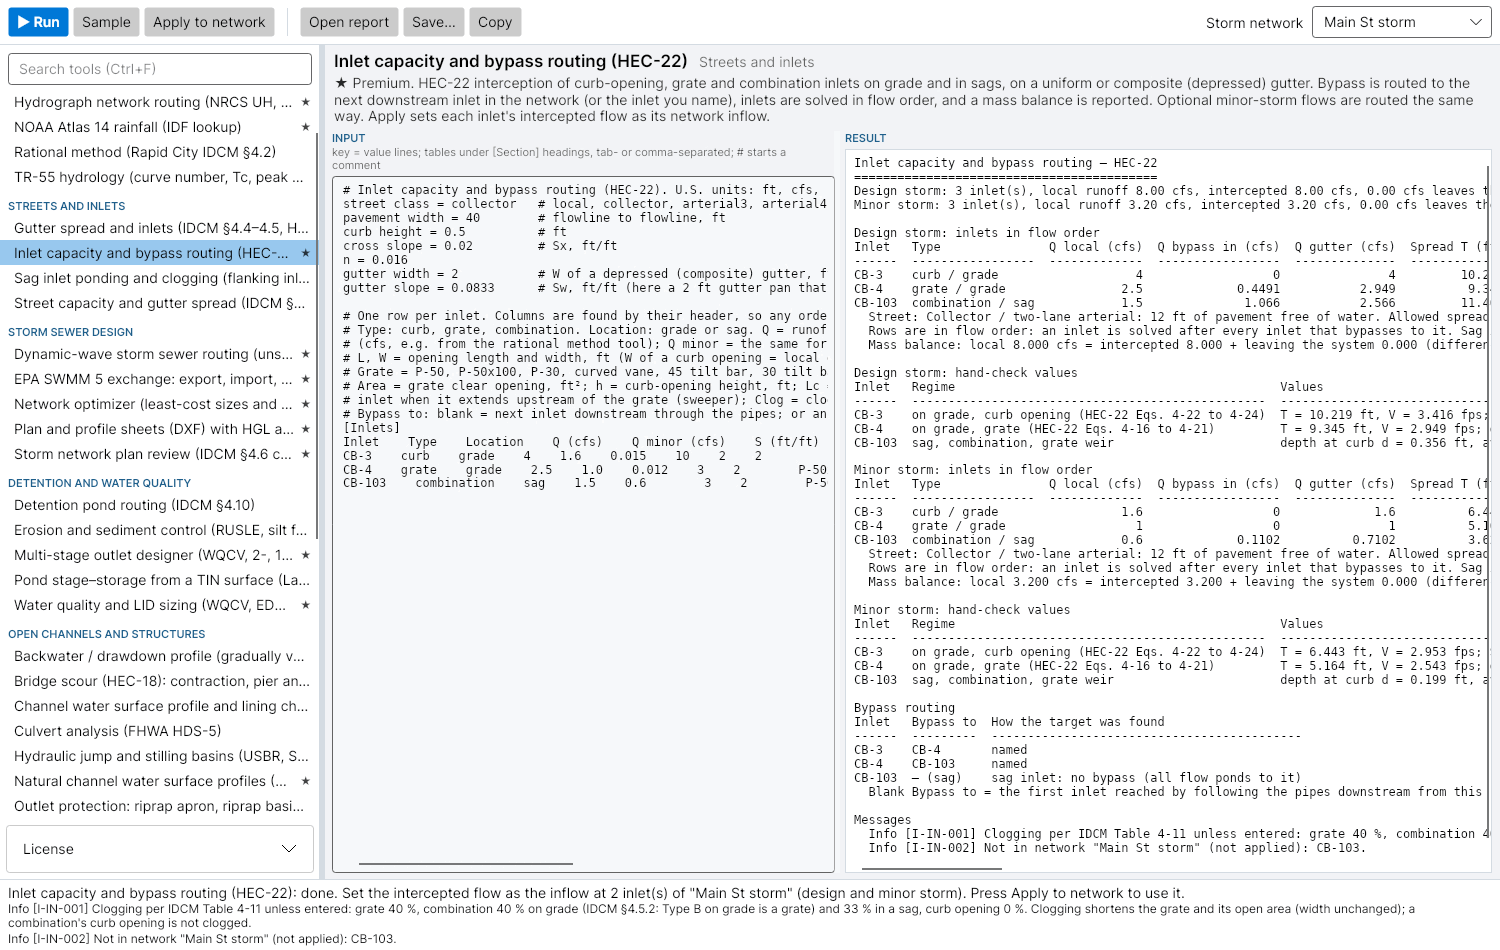 ▶ Run
Sample
Apply to network
Open report
Save...
Copy
Storm network
Main St storm
Search tools (Ctrl+F)
Hydrograph network routing (NRCS UH, ... ★
NOAA Atlas 14 rainfall (IDF lookup) ★
Rational method (Rapid City IDCM §4.2)
TR-55 hydrology (curve number, Tc, peak ...
STREETS AND INLETS
Gutter spread and inlets (IDCM §4.4–4.5, H...
Inlet capacity and bypass routing (HEC-... ★
Sag inlet ponding and clogging (flanking inl...
Street capacity and gutter spread (IDCM §...
STORM SEWER DESIGN
Dynamic-wave storm sewer routing (uns... ★
EPA SWMM 5 exchange: export, import, ... ★
Network optimizer (least-cost sizes and ... ★
Plan and profile sheets (DXF) with HGL a... ★
Storm network plan review (IDCM §4.6 c... ★
DETENTION AND WATER QUALITY
Detention pond routing (IDCM §4.10)
Erosion and sediment control (RUSLE, silt f...
Multi-stage outlet designer (WQCV, 2-, 1... ★
Pond stage–storage from a TIN surface (La...
Water quality and LID sizing (WQCV, ED... ★
OPEN CHANNELS AND STRUCTURES
Backwater / drawdown profile (gradually v...
Bridge scour (HEC-18): contraction, pier an...
Channel water surface profile and lining ch...
Culvert analysis (FHWA HDS-5)
Hydraulic jump and stilling basins (USBR, S...
Natural channel water surface profiles (... ★
Outlet protection: riprap apron, riprap basi...
License
Inlet capacity and bypass routing (HEC-22) Streets and inlets
★ Premium. HEC-22 interception of curb-opening, grate and combination inlets on grade and in sags, on a uniform or composite (depressed) gutter. Bypass is routed to the
next downstream inlet in the network (or the inlet you name), inlets are solved in flow order, and a mass balance is reported. Optional minor-storm flows are routed the same
way. Apply sets each inlet's intercepted flow as its network inflow.
INPUT
key = value lines; tables under [Section] headings, tab- or comma-separated; # starts a
comment
# Inlet capacity and bypass routing (HEC-22). U.S. units: ft, cfs,
street class = collector # local, collector, arterial3, arterial4
pavement width = 40 # flowline to flowline, ft
curb height = 0.5 # ft
cross slope = 0.02 # Sx, ft/ft
n = 0.016
gutter width = 2 # W of a depressed (composite) gutter, f
gutter slope = 0.0833 # Sw, ft/ft (here a 2 ft gutter pan that
# One row per inlet. Columns are found by their header, so any orde
# Type: curb, grate, combination. Location: grade or sag. Q = runof
# (cfs, e.g. from the rational method tool); Q minor = the same for
# L, W = opening length and width, ft (W of a curb opening = local
# Grate = P-50, P-50x100, P-30, curved vane, 45 tilt bar, 30 tilt b
# Area = grate clear opening, ft²; h = curb-opening height, ft; Lc
# inlet when it extends upstream of the grate (sweeper); Clog = clo
# Bypass to: blank = next inlet downstream through the pipes; or an
[Inlets]
Inlet Type Location Q (cfs) Q minor (cfs) S (ft/ft)
CB-3 curb grade 4 1.6 0.015 10 2 2
CB-4 grate grade 2.5 1.0 0.012 3 2 P-50
CB-103 combination sag 1.5 0.6 3 2 P-5
RESULT
Inlet capacity and bypass routing — HEC-22
==========================================
Design storm: 3 inlet(s), local runoff 8.00 cfs, intercepted 8.00 cfs, 0.00 cfs leaves t
Minor storm: 3 inlet(s), local runoff 3.20 cfs, intercepted 3.20 cfs, 0.00 cfs leaves th
Design storm: inlets in flow order
Inlet Type Q local (cfs) Q bypass in (cfs) Q gutter (cfs) Spread T (f
------ ----------------- ------------- ----------------- -------------- -----------
CB-3 curb / grade 4 0 4 10.2
CB-4 grate / grade 2.5 0.4491 2.949 9.3
CB-103 combination / sag 1.5 1.066 2.566 11.4
Street: Collector / two-lane arterial: 12 ft of pavement free of water. Allowed spread
Rows are in flow order: an inlet is solved after every inlet that bypasses to it. Sag
Mass balance: local 8.000 cfs = intercepted 8.000 + leaving the system 0.000 (differen
Design storm: hand-check values
Inlet Regime Values
------ ------------------------------------------------- -----------------------------
CB-3 on grade, curb opening (HEC-22 Eqs. 4-22 to 4-24) T = 10.219 ft, V = 3.416 fps;
CB-4 on grade, grate (HEC-22 Eqs. 4-16 to 4-21) T = 9.345 ft, V = 2.949 fps;
CB-103 sag, combination, grate weir depth at curb d = 0.356 ft, a
Minor storm: inlets in flow order
Inlet Type Q local (cfs) Q bypass in (cfs) Q gutter (cfs) Spread T (f
------ ----------------- ------------- ----------------- -------------- -----------
CB-3 curb / grade 1.6 0 1.6 6.4
CB-4 grate / grade 1 0 1 5.1
CB-103 combination / sag 0.6 0.1102 0.7102 3.6
Street: Collector / two-lane arterial: 12 ft of pavement free of water. Allowed spread
Rows are in flow order: an inlet is solved after every inlet that bypasses to it. Sag
Mass balance: local 3.200 cfs = intercepted 3.200 + leaving the system 0.000 (differen
Minor storm: hand-check values
Inlet Regime Values
------ ------------------------------------------------- -----------------------------
CB-3 on grade, curb opening (HEC-22 Eqs. 4-22 to 4-24) T = 6.443 ft, V = 2.953 fps;
CB-4 on grade, grate (HEC-22 Eqs. 4-16 to 4-21) T = 5.164 ft, V = 2.543 fps;
CB-103 sag, combination, grate weir depth at curb d = 0.199 ft, a
Bypass routing
Inlet Bypass to How the target was found
------ --------- -------------------------------------------
CB-3 CB-4 named
CB-4 CB-103 named
CB-103 — (sag) sag inlet: no bypass (all flow ponds to it)
Blank Bypass to = the first inlet reached by following the pipes downstream from this
Messages
Info [I-IN-001] Clogging per IDCM Table 4-11 unless entered: grate 40 %, combination 4
Info [I-IN-002] Not in network "Main St storm" (not applied): CB-103.
Inlet capacity and bypass routing (HEC-22): done. Set the intercepted flow as the inflow at 2 inlet(s) of "Main St storm" (design and minor storm). Press Apply to network to use it.
Info [I-IN-001] Clogging per IDCM Table 4-11 unless entered: grate 40 %, combination 40 % on grade (IDCM §4.5.2: Type B on grade is a grate) and 33 % in a sag, curb opening 0 %. Clogging shortens the grate and its open area (width unchanged); a
combination's curb opening is not clogged.
Info [I-IN-002] Not in network "Main St storm" (not applied): CB-103.